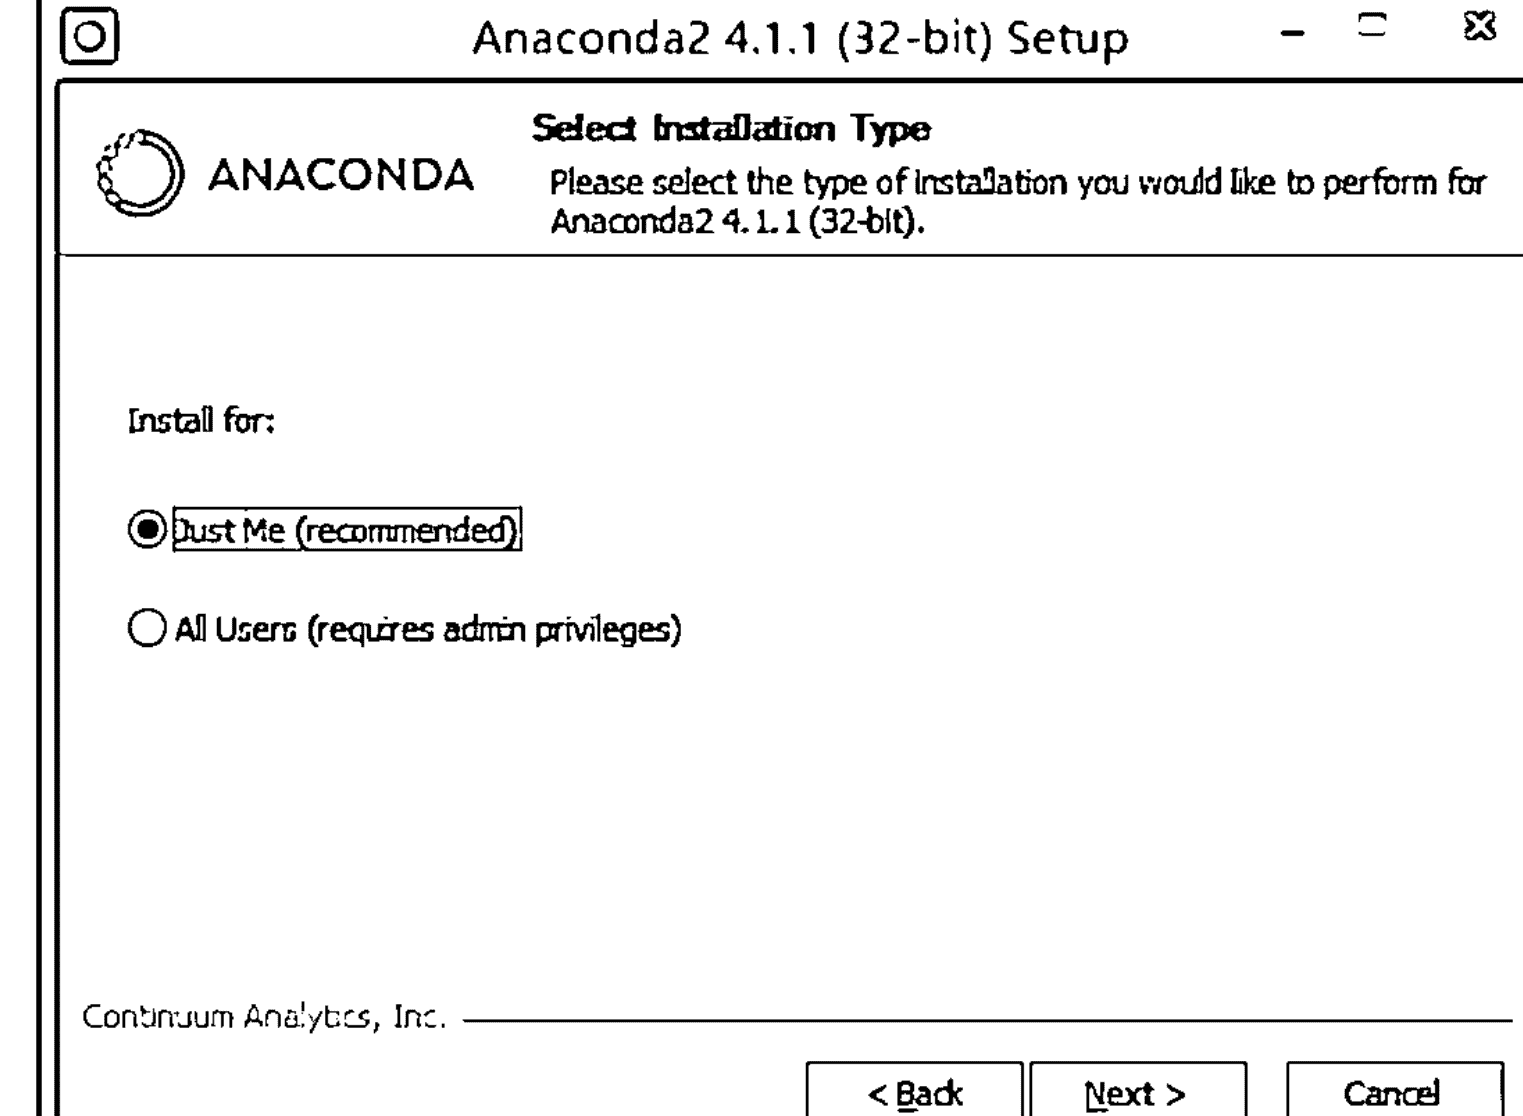 Anaconda2 4.1.1 (32-bit) Setup
ANACONDA
Select Installation Type
Please select the type of installation you would like to perform for
Anaconda2 4.1.1 (32-bit).
Install for:
Just Me (recommended)
All Users (requires admin privileges)
Continuum Analytics, Inc.
< Back
Next >
Cancel